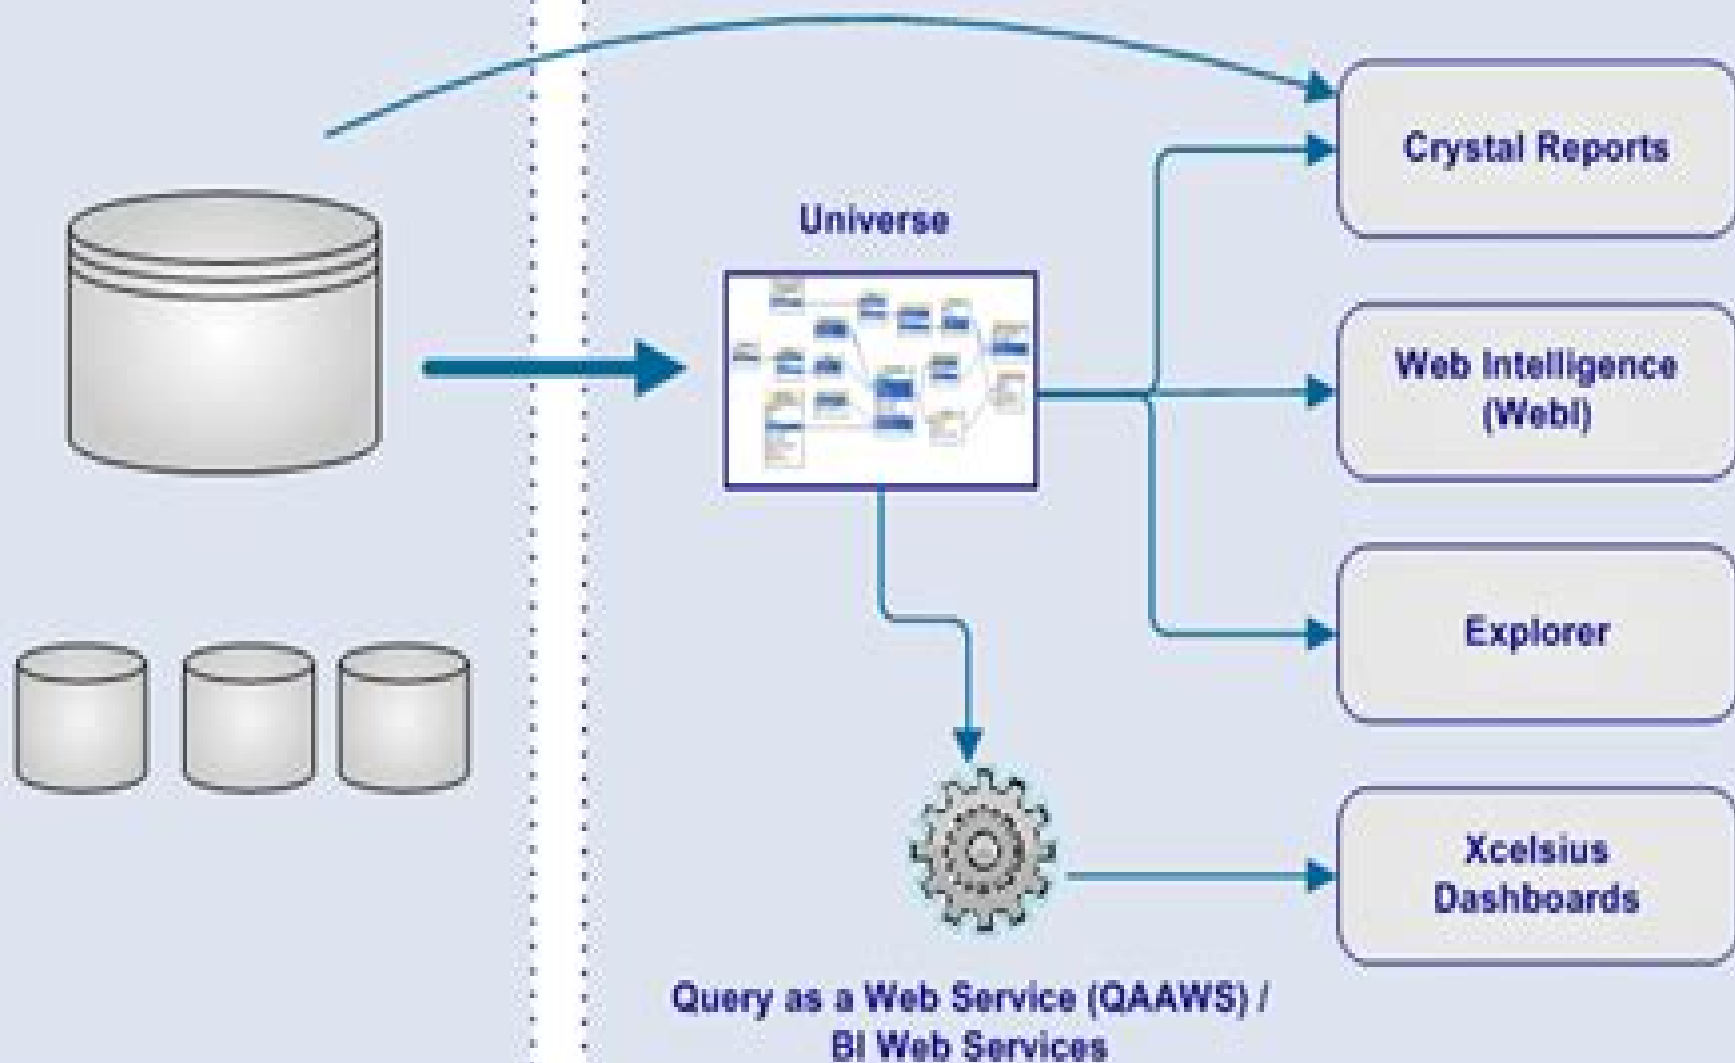 Crystal Reports
Universe
Web Intelligence
(WebI)
Explorer
Xcelsius
Dashboards
Query as a Web Service (QAAWS) /
BI Web Services